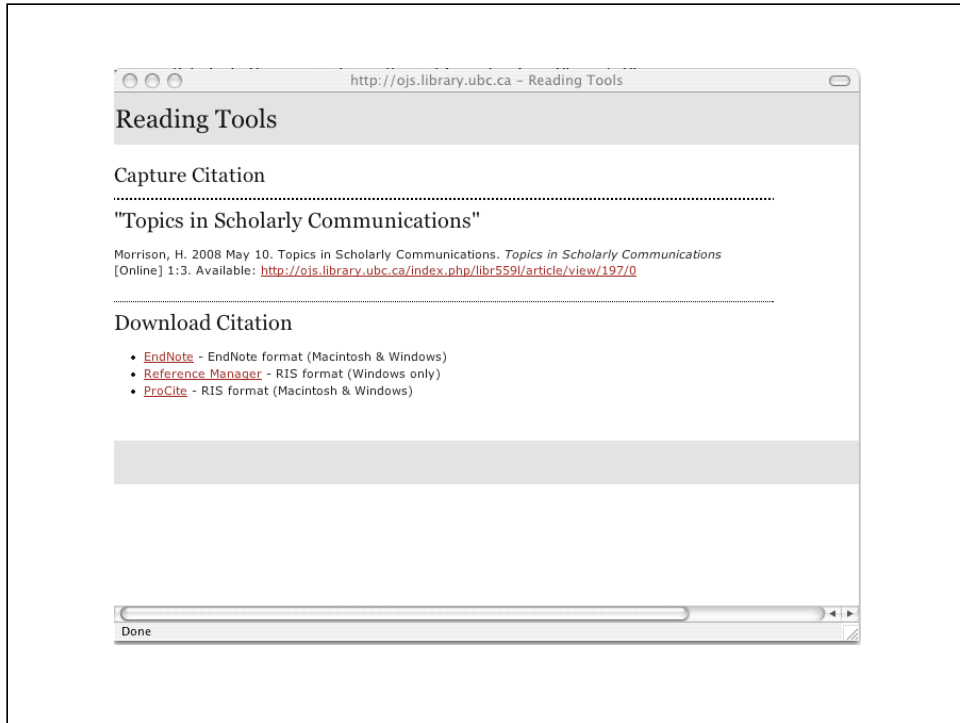 http://ojs.library.ubc.ca – Reading Tools
Reading Tools
Capture Citation
"Topics in Scholarly Communications"
Morrison, H. 2008 May 10. Topics in Scholarly Communications. Topics in Scholarly Communications
[Online] 1:3. Available: http://ojs.library.ubc.ca/index.php/libr559l/article/view/197/0
Download Citation
• EndNote - EndNote format (Macintosh & Windows)
• Reference Manager - RIS format (Windows only)
• ProCite - RIS format (Macintosh & Windows)
Done